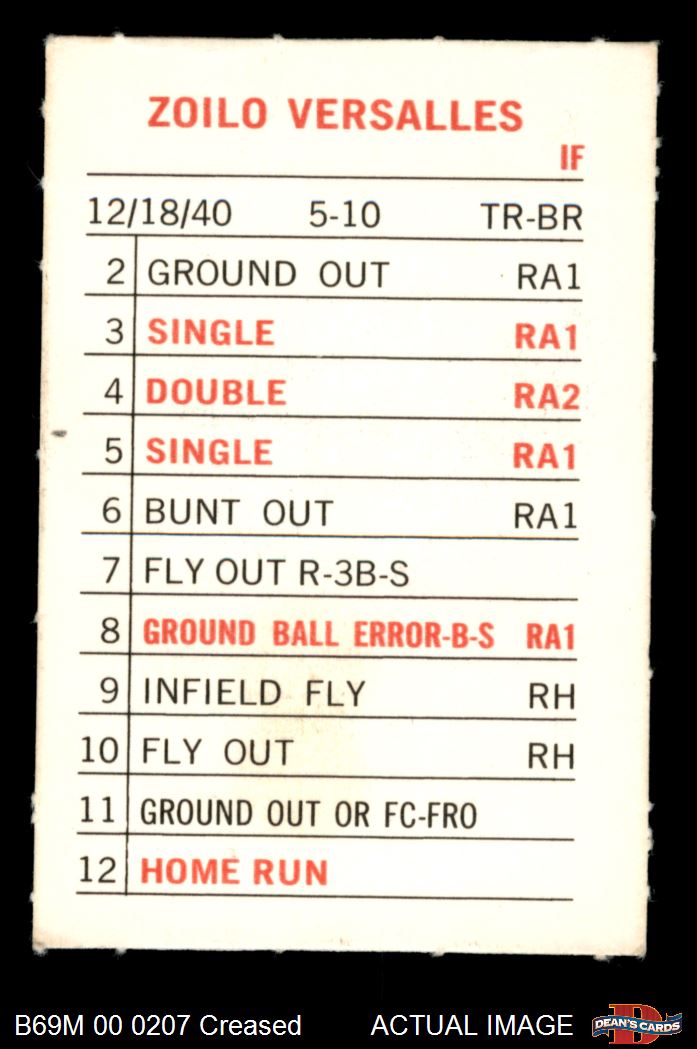 ZOILO VERSALLES
IF
12/18/40 5-10 TR-BR
2 GROUND OUT RA1
3 SINGLE RA1
4 DOUBLE RA2
5 SINGLE RA1
6 BUNT OUT RA1
7 FLY OUT R-3B-S
8 GROUND BALL ERROR-B-S RA1
9 INFIELD FLY RH
10 FLY OUT RH
11 GROUND OUT OR FC-FRO
12 HOME RUN
B69M 00 0207 Creased ACTUAL IMAGE D DEAN'S CARDS